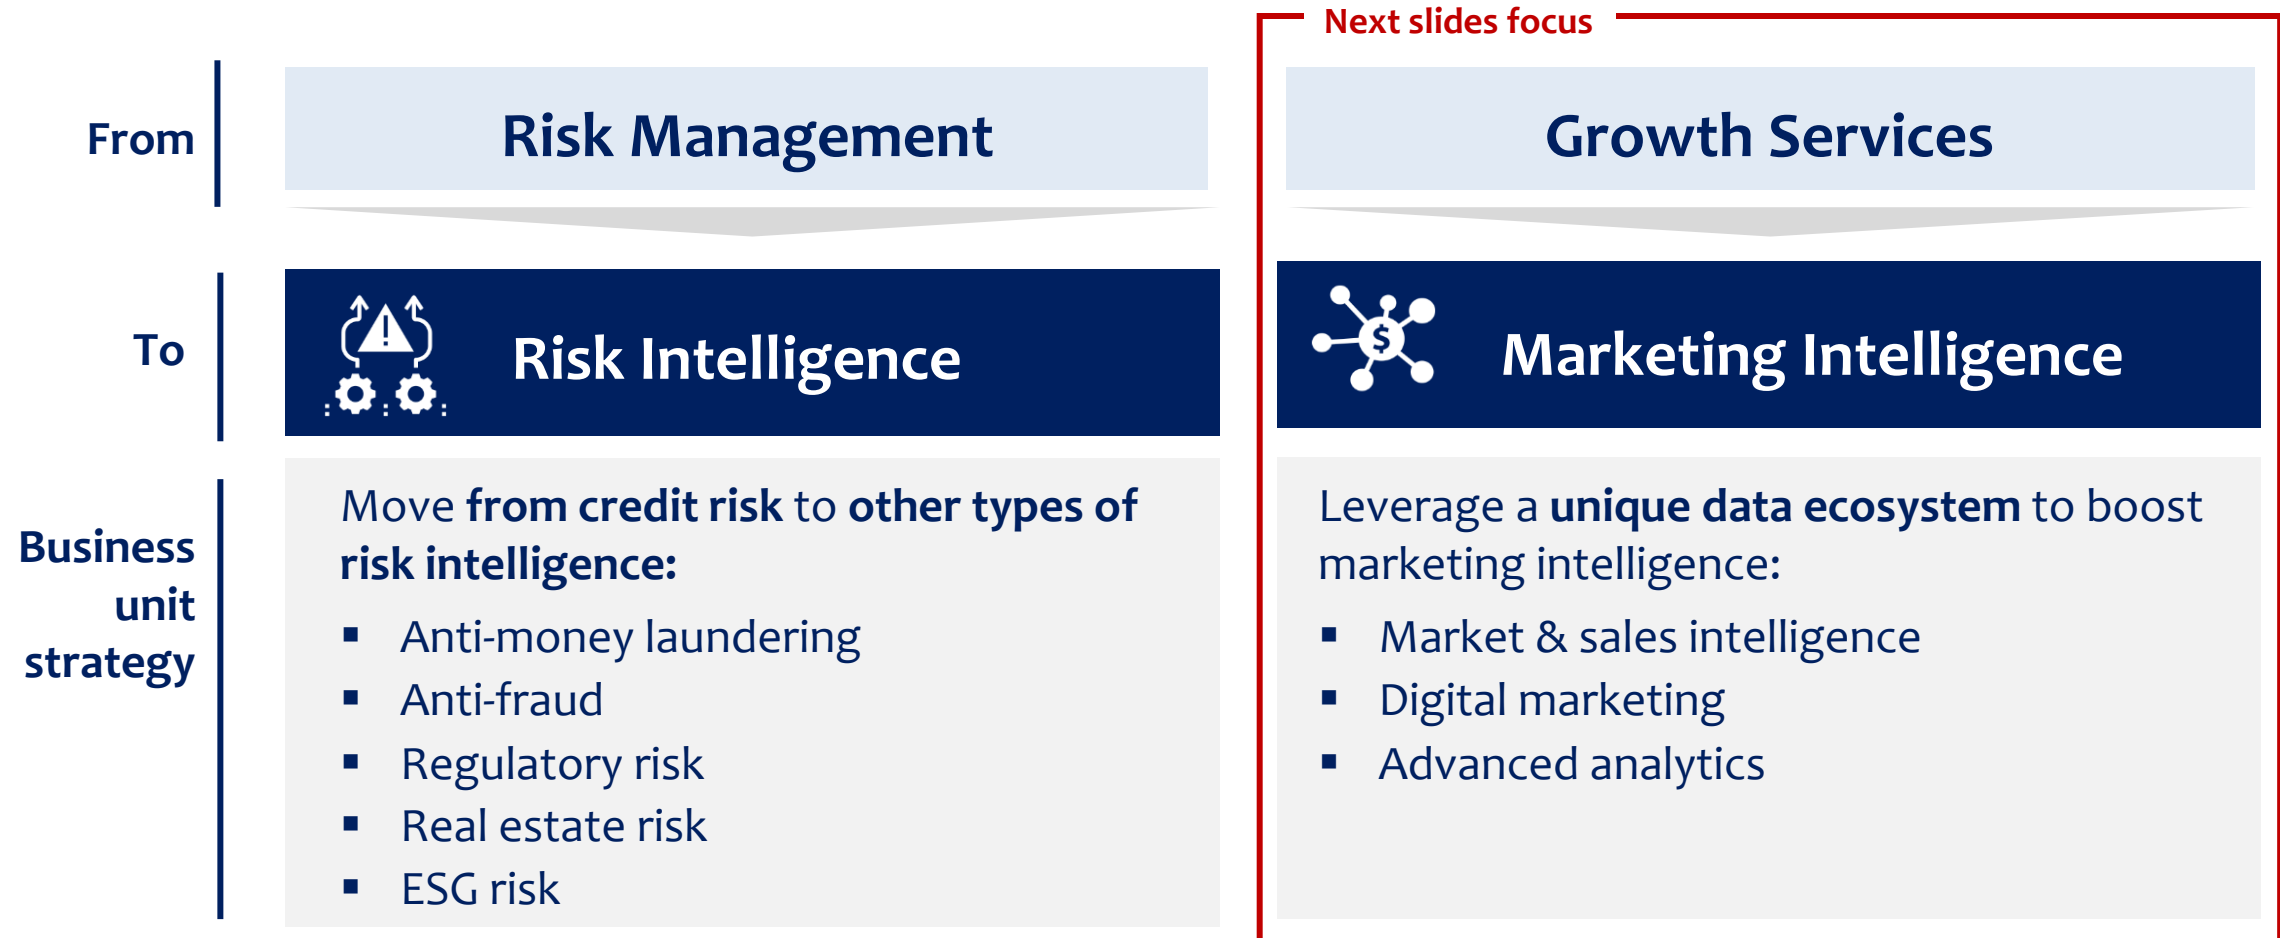 Next slides focus
From
Risk Management
Growth Services
To
Risk Intelligence
Marketing Intelligence
Business
unit
strategy
Move from credit risk to other types of
risk intelligence:
▪ Anti-money laundering
▪ Anti-fraud
▪ Regulatory risk
▪ Real estate risk
▪ ESG risk
Leverage a unique data ecosystem to boost
marketing intelligence:
▪ Market & sales intelligence
▪ Digital marketing
▪ Advanced analytics